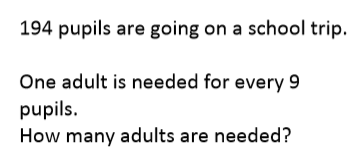 194 pupils are going on a school trip.
One adult is needed for every 9
pupils.
How many adults are needed?